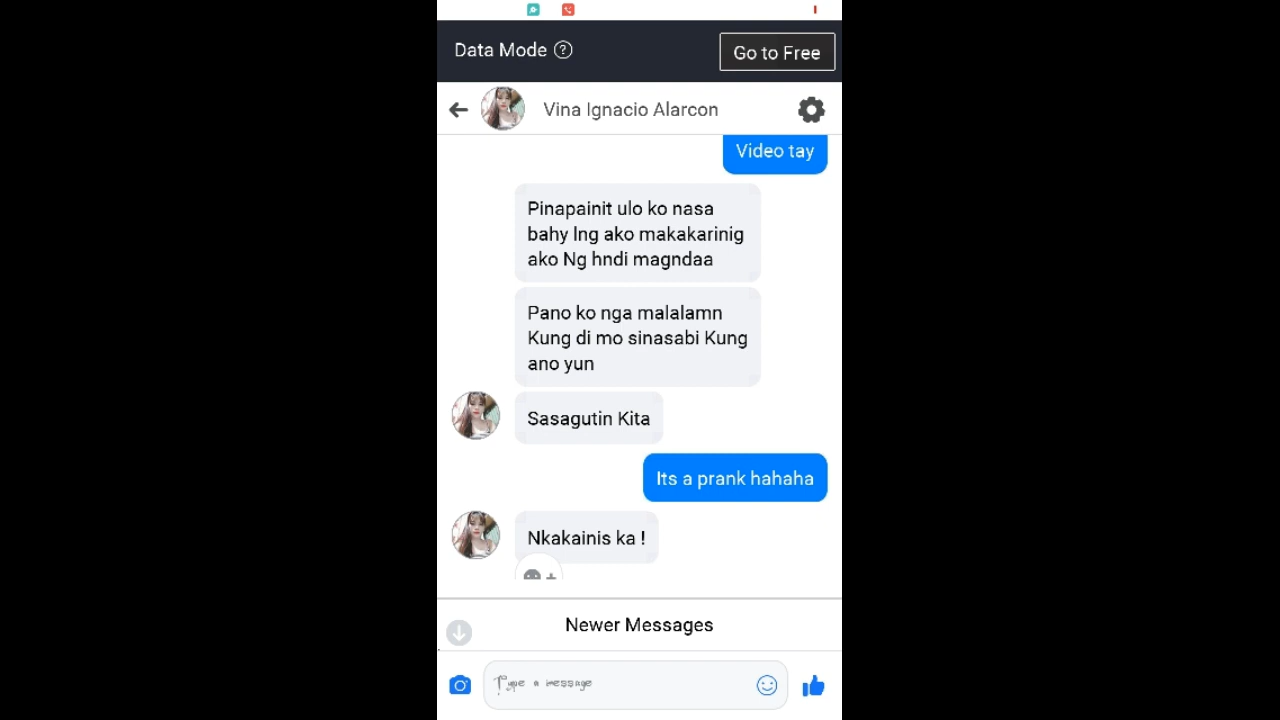 Data Mode
Go to Free
Vina Ignacio Alarcon
Video tay
Pinapainit ulo ko nasa
bahy lng ako makakarinig
ako Ng hndi magndaa
Pano ko nga malalamn
Kung di mo sinasabi Kung
ano yun
Sasagutin Kita
Its a prank hahaha
Nkakainis ka !
Newer Messages
Type a message